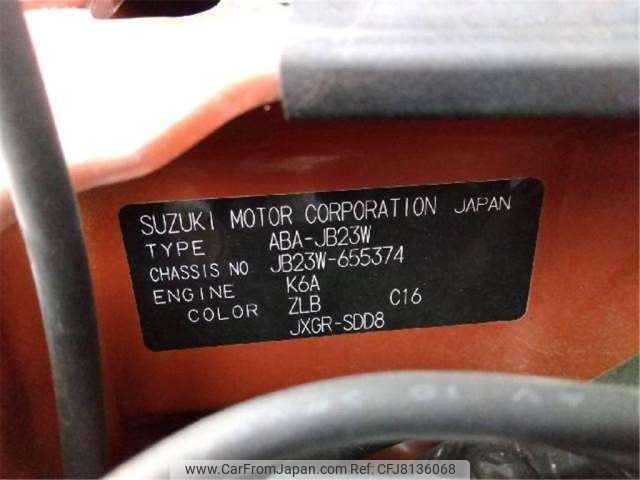 SUZUKI MOTOR CORPORATION JAPAN
TYPE ABA-JB23W
CHASSIS NO JB23W-655374
ENGINE K6A
COLOR ZLB C16
JXGR-SDD8
www.CarFromJapan.com | Ref No. CFJ8136068